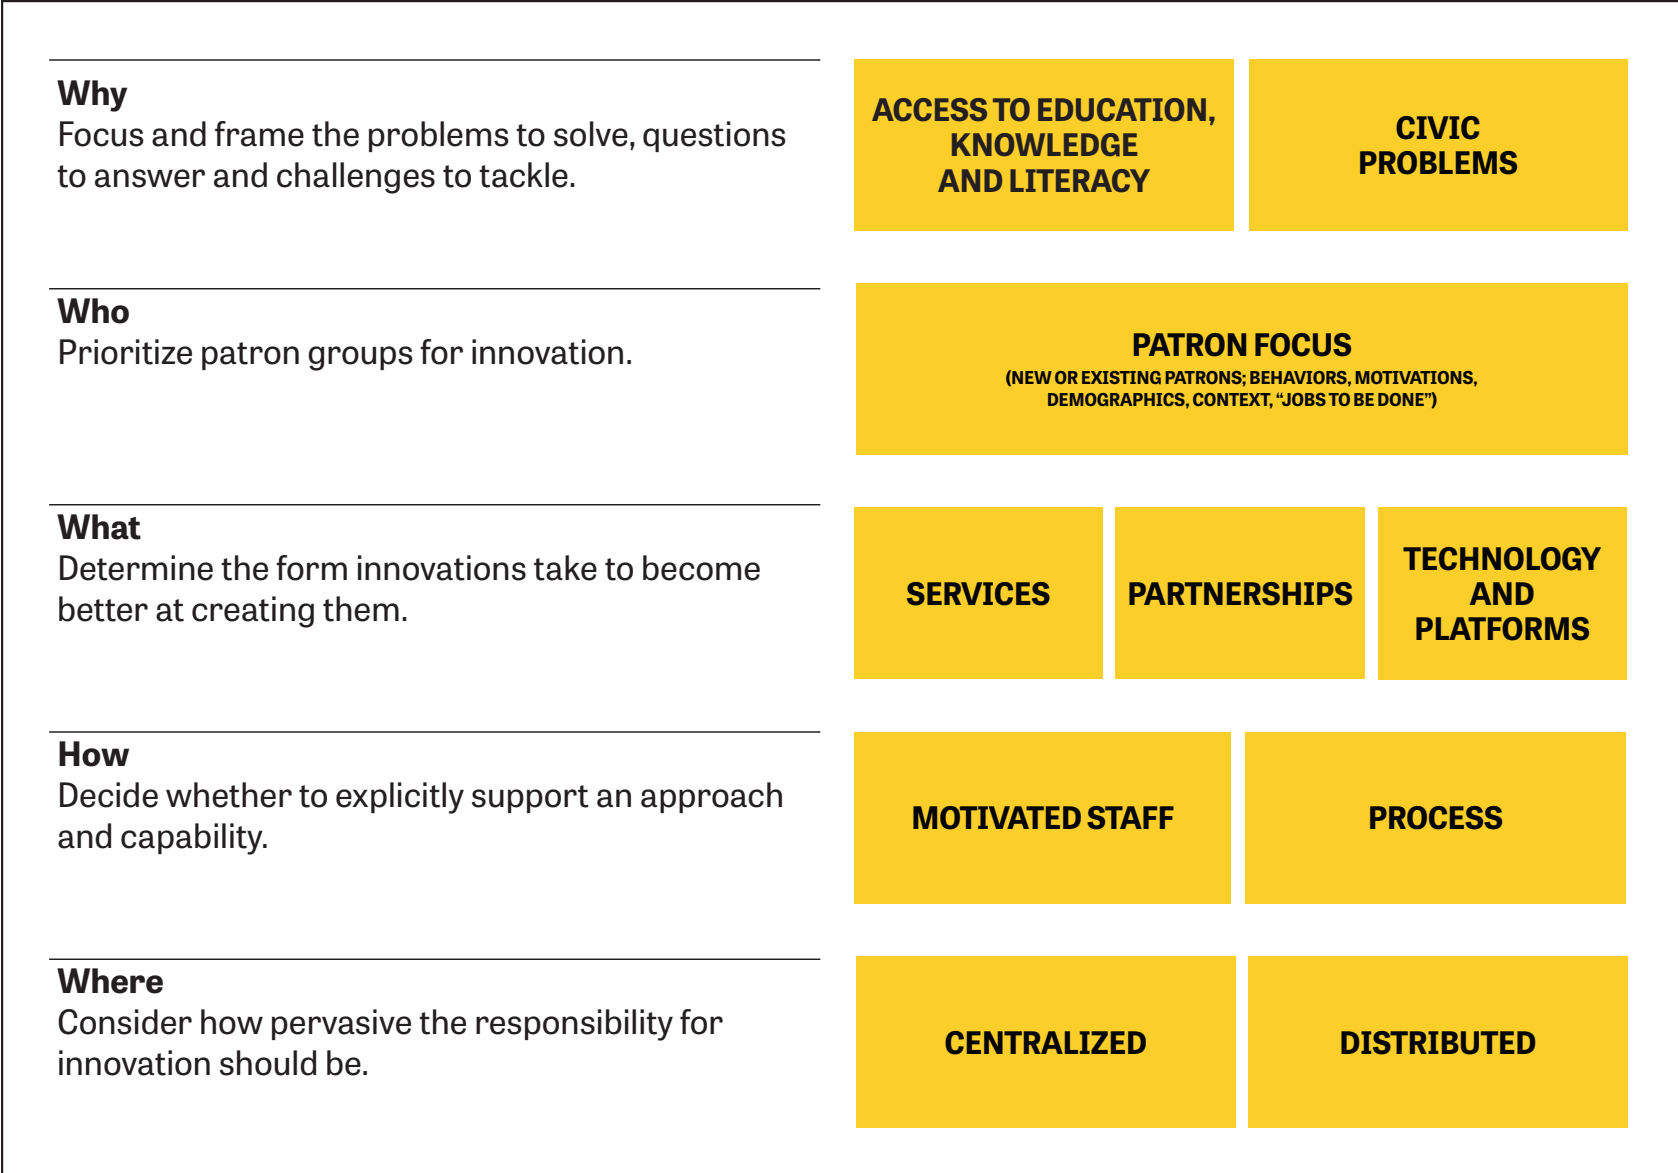 Why
Focus and frame the problems to solve, questions
to answer and challenges to tackle.
ACCESS TO EDUCATION,
KNOWLEDGE
AND LITERACY
CIVIC
PROBLEMS
Who
Prioritize patron groups for innovation.
PATRON FOCUS
(NEW OR EXISTING PATRONS; BEHAVIORS, MOTIVATIONS,
DEMOGRAPHICS, CONTEXT, “JOBS TO BE DONE”)
What
Determine the form innovations take to become
better at creating them.
SERVICES
PARTNERSHIPS
TECHNOLOGY
AND
PLATFORMS
How
Decide whether to explicitly support an approach
and capability.
MOTIVATED STAFF
PROCESS
Where
Consider how pervasive the responsibility for
innovation should be.
CENTRALIZED
DISTRIBUTED